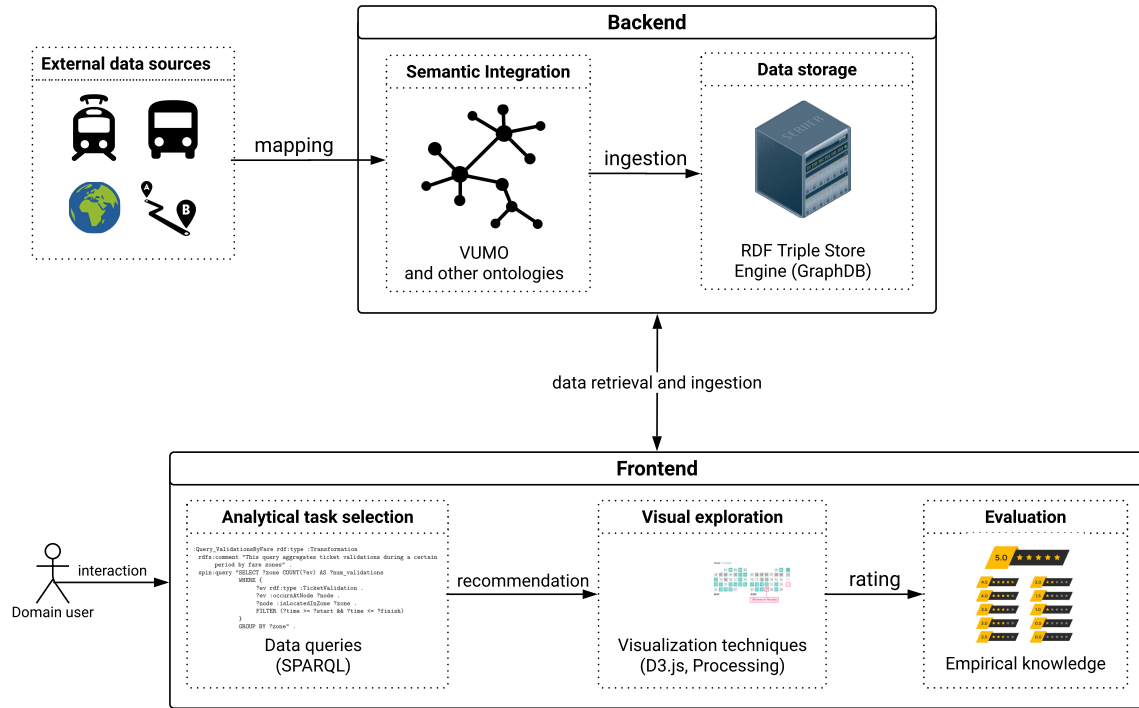 Backend
External data sources
Semantic Integration
Data storage
SERVER
A
B
mapping
ingestion
VUMO
and other ontologies
RDF Triple Store
Engine (GraphDB)
data retrieval and ingestion
Frontend
Analytical task selection
Visual exploration
Evaluation
:Query_ValidationsByFare rdf:type :Transformation
rdfs:comment "This query aggregates ticket validations during a certain
period by fare zones" .
spin:query "SELECT ?zone COUNT(?ev) AS ?num_validations
WHERE {
?ev rdf:type :TicketValidation .
?ev :occursAtNode ?node .
?node :isLocatedInZone ?zone .
FILTER (?time >= ?start && ?time <= ?finish)
}
GROUP BY ?zone" .
Data queries
(SPARQL)
interaction
Domain user
recommendation
Visualization techniques
(D3.js, Processing)
rating
5.0
Empirical knowledge